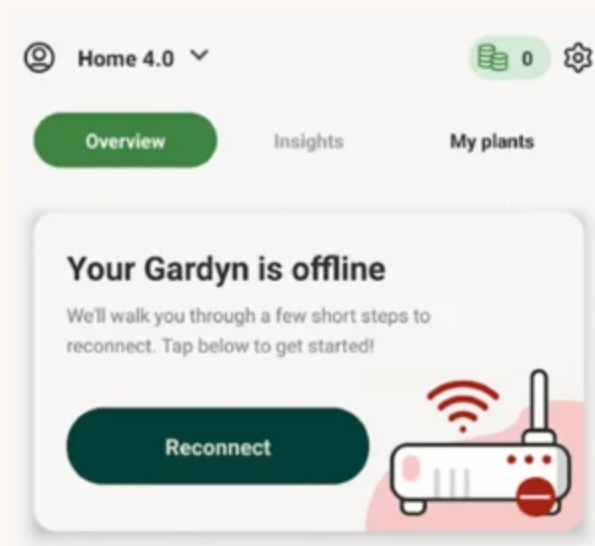 Home 4.0
0
Overview
Insights
My plants
Your Gardyn is offline
We'll walk you through a few short steps to
reconnect. Tap below to get started!
Reconnect